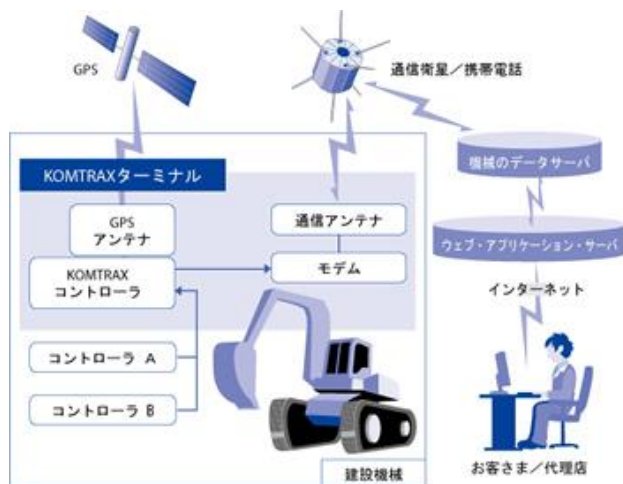 GPS
通信衛星／携帯電話
機械のデータサーバ
KOMTRAXターミナル
GPS
アンテナ
通信アンテナ
ウェブ・アプリケーション・サーバ
KOMTRAX
コントローラ
モデム
インターネット
コントローラ A
コントローラ B
建設機械
お客さま／代理店